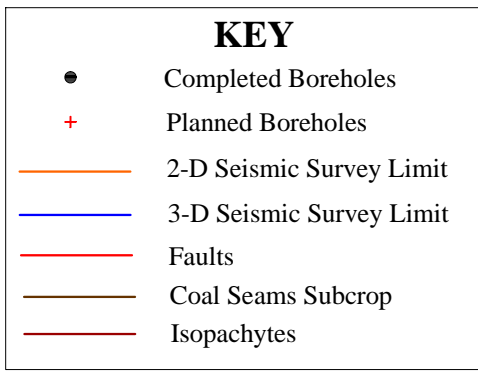 KEY
Completed Boreholes
Planned Boreholes
2-D Seismic Survey Limit
3-D Seismic Survey Limit
Faults
Coal Seams Subcrop
Isopachytes